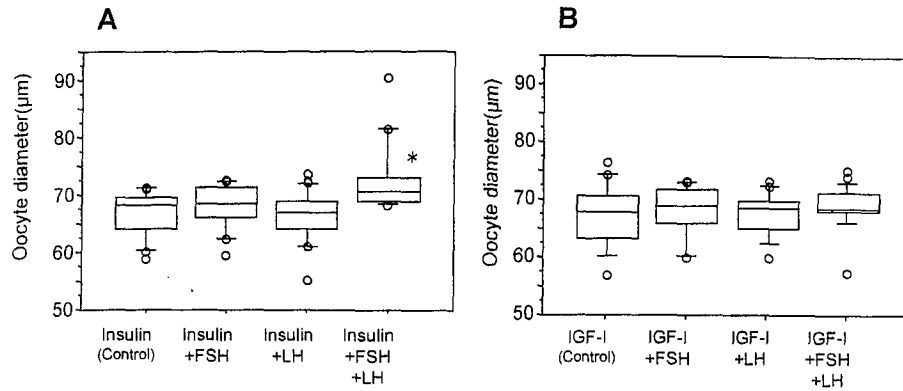 A
Oocyte diameter(μm)
90
80
70
60
50
*
Insulin
(Control)
Insulin
+FSH
Insulin
+LH
Insulin
+FSH
+LH
B
Oocyte diameter(μm)
90
80
70
60
50
IGF-I
(Control)
IGF-I
+FSH
IGF-I
+LH
IGF-I
+FSH
+LH